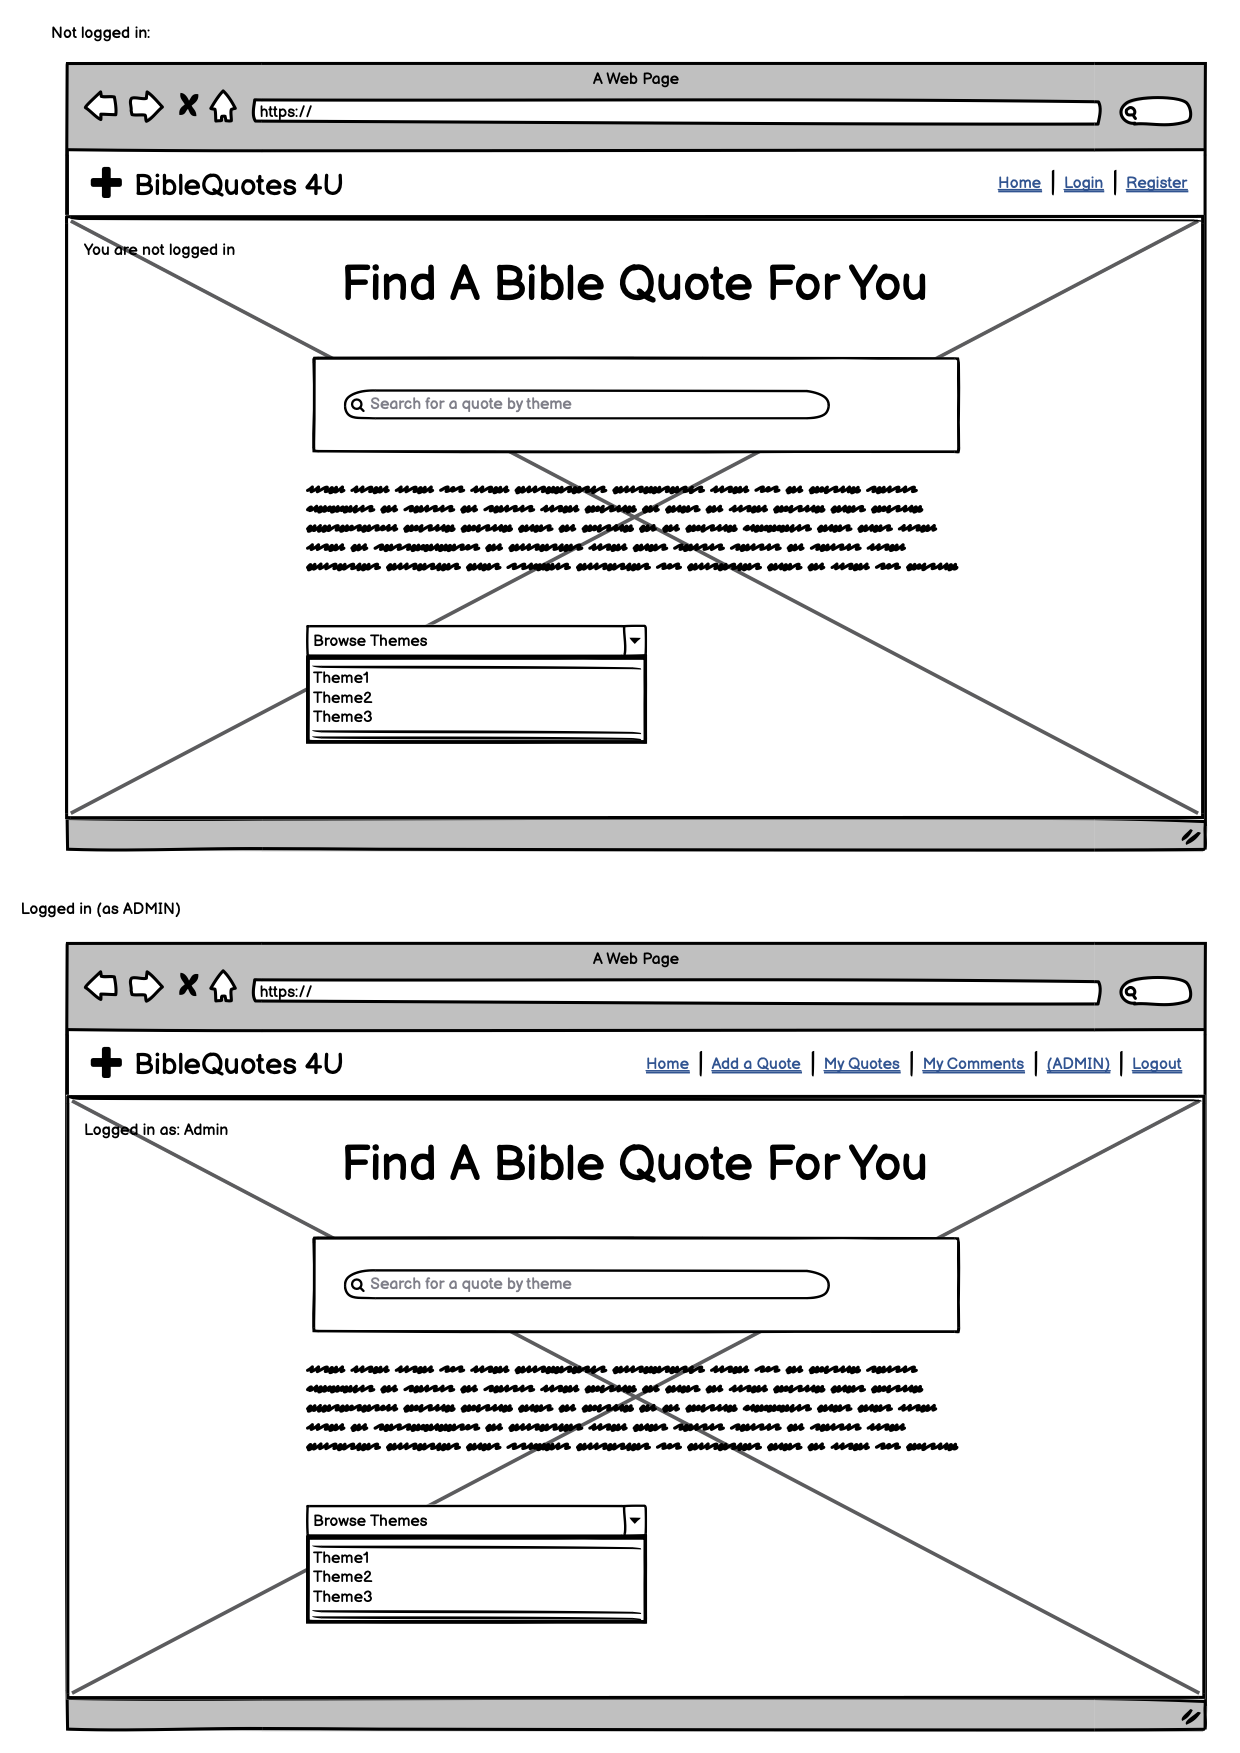 Not logged in:
A Web Page
https://
BibleQuotes 4U
Home | Login | Register
You are not logged in
Find A Bible Quote For You
Search for a quote by theme
Browse Themes
Theme1
Theme2
Theme3
Logged in (as ADMIN)
A Web Page
https://
BibleQuotes 4U
Home | Add a Quote | My Quotes | My Comments | (ADMIN) | Logout
Logged in as: Admin
Find A Bible Quote For You
Search for a quote by theme
Browse Themes
Theme1
Theme2
Theme3